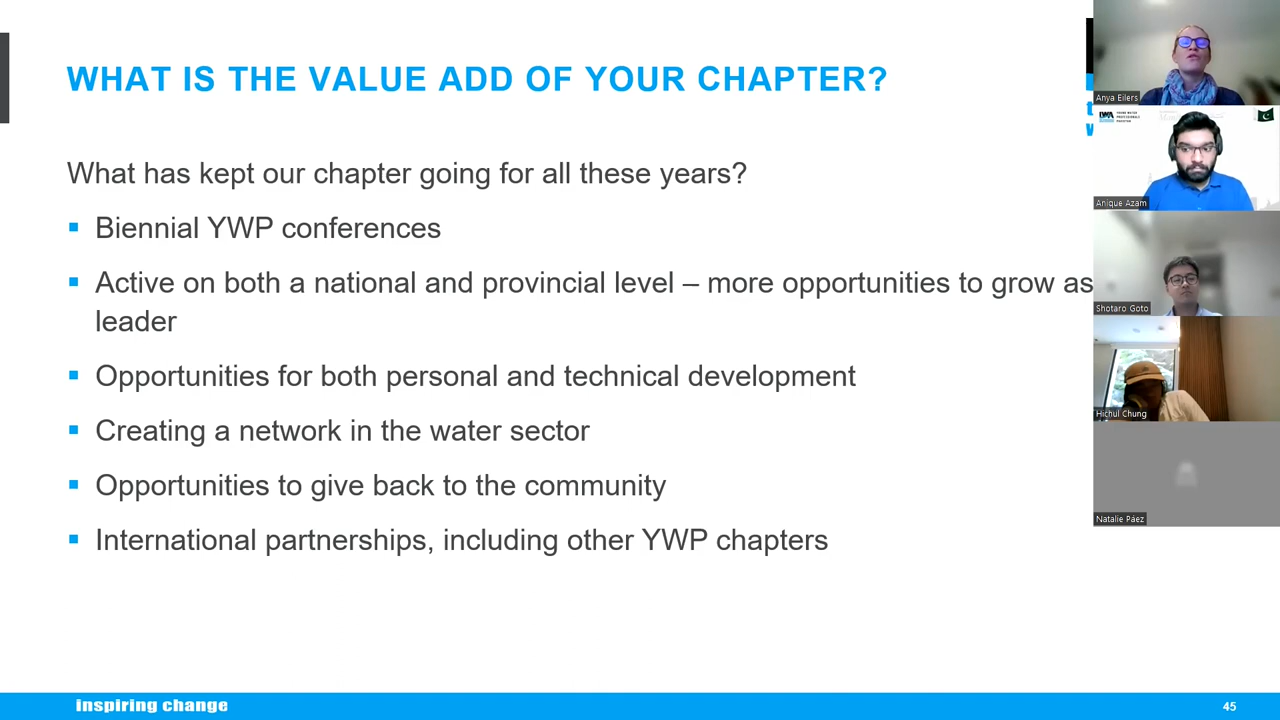 WHAT IS THE VALUE ADD OF YOUR CHAPTER?
What has kept our chapter going for all these years?
Biennial YWP conferences
Active on both a national and provincial level – more opportunities to grow as
leader
Opportunities for both personal and technical development
Creating a network in the water sector
Opportunities to give back to the community
International partnerships, including other YWP chapters
inspiring change
45
Anya Eilers
IWA
Anique Azam
Shotaro Goto
Hichul Chung
Natalie Páez